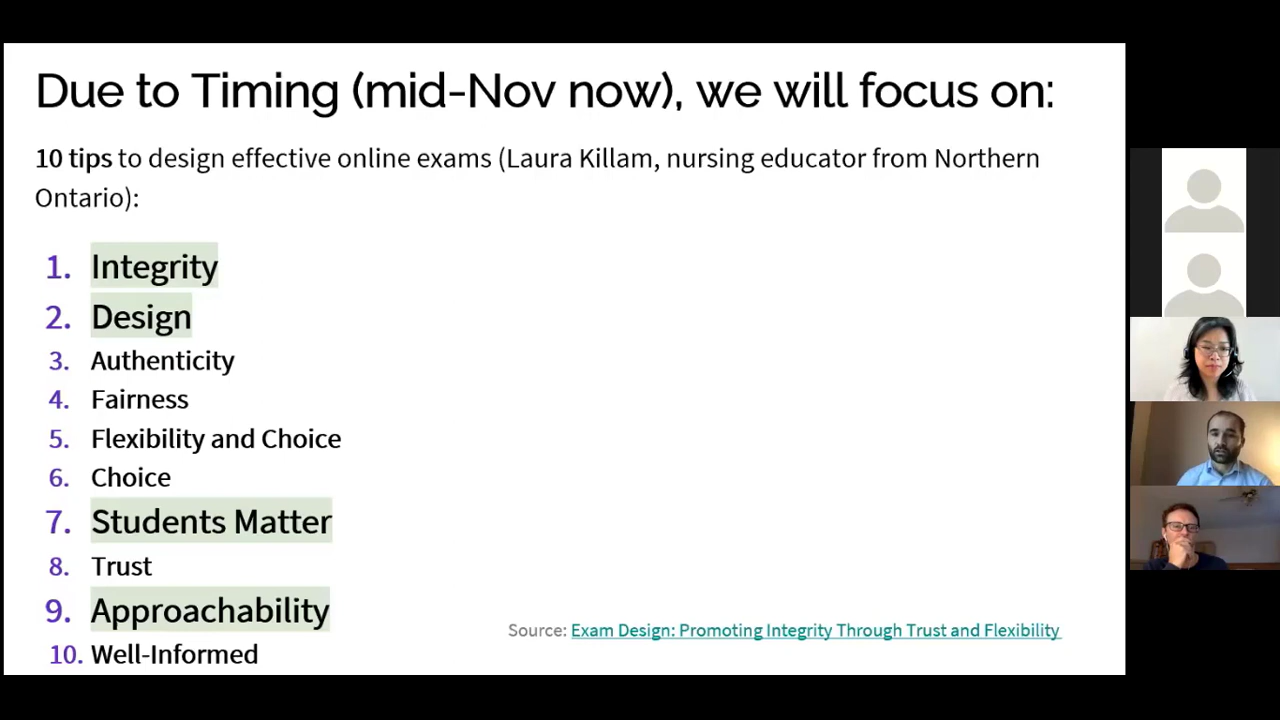 Due to Timing (mid-Nov now), we will focus on:
10 tips to design effective online exams (Laura Killam, nursing educator from Northern
Ontario):
1. Integrity
2. Design
3. Authenticity
4. Fairness
5. Flexibility and Choice
6. Choice
7. Students Matter
8. Trust
9. Approachability
10. Well-Informed
Source: Exam Design: Promoting Integrity Through Trust and Flexibility